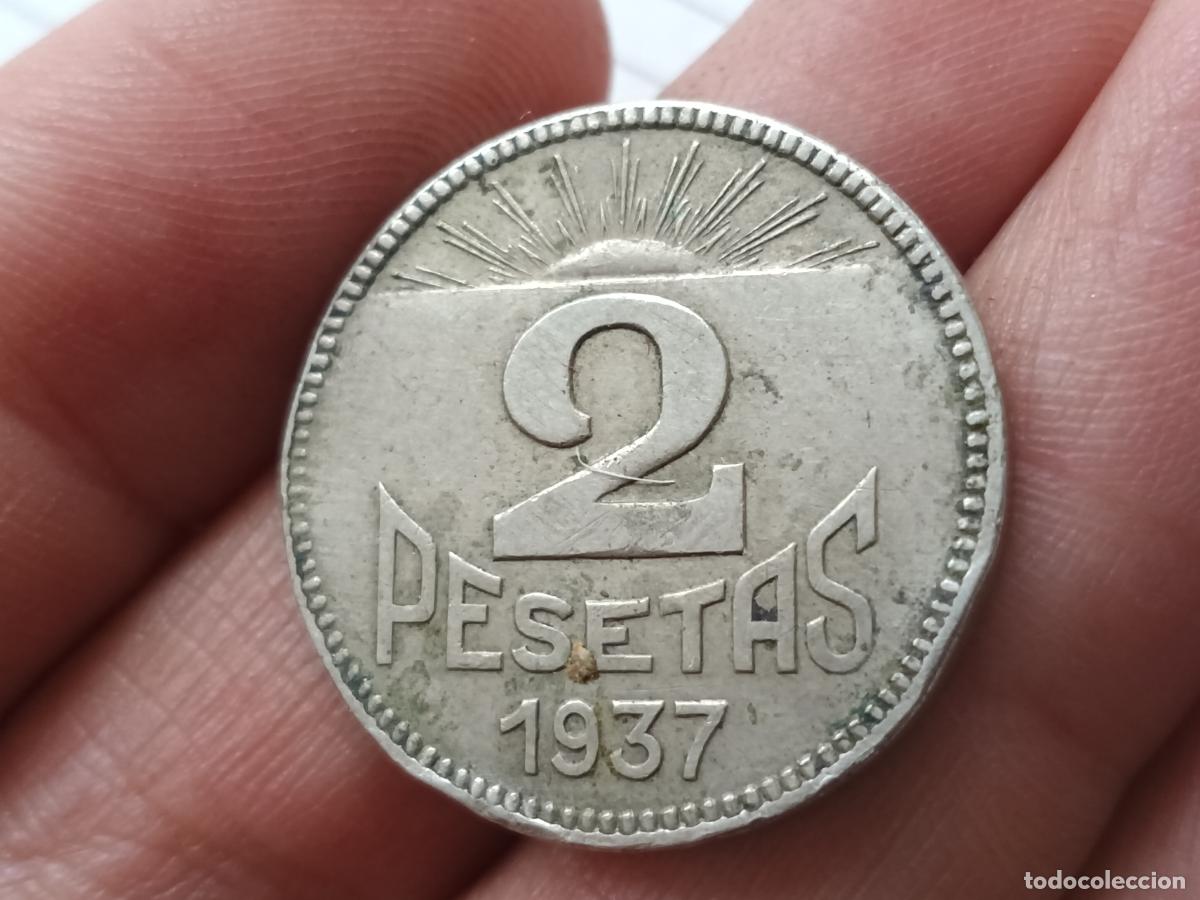 2
PESETAS
1937
todocoleccion